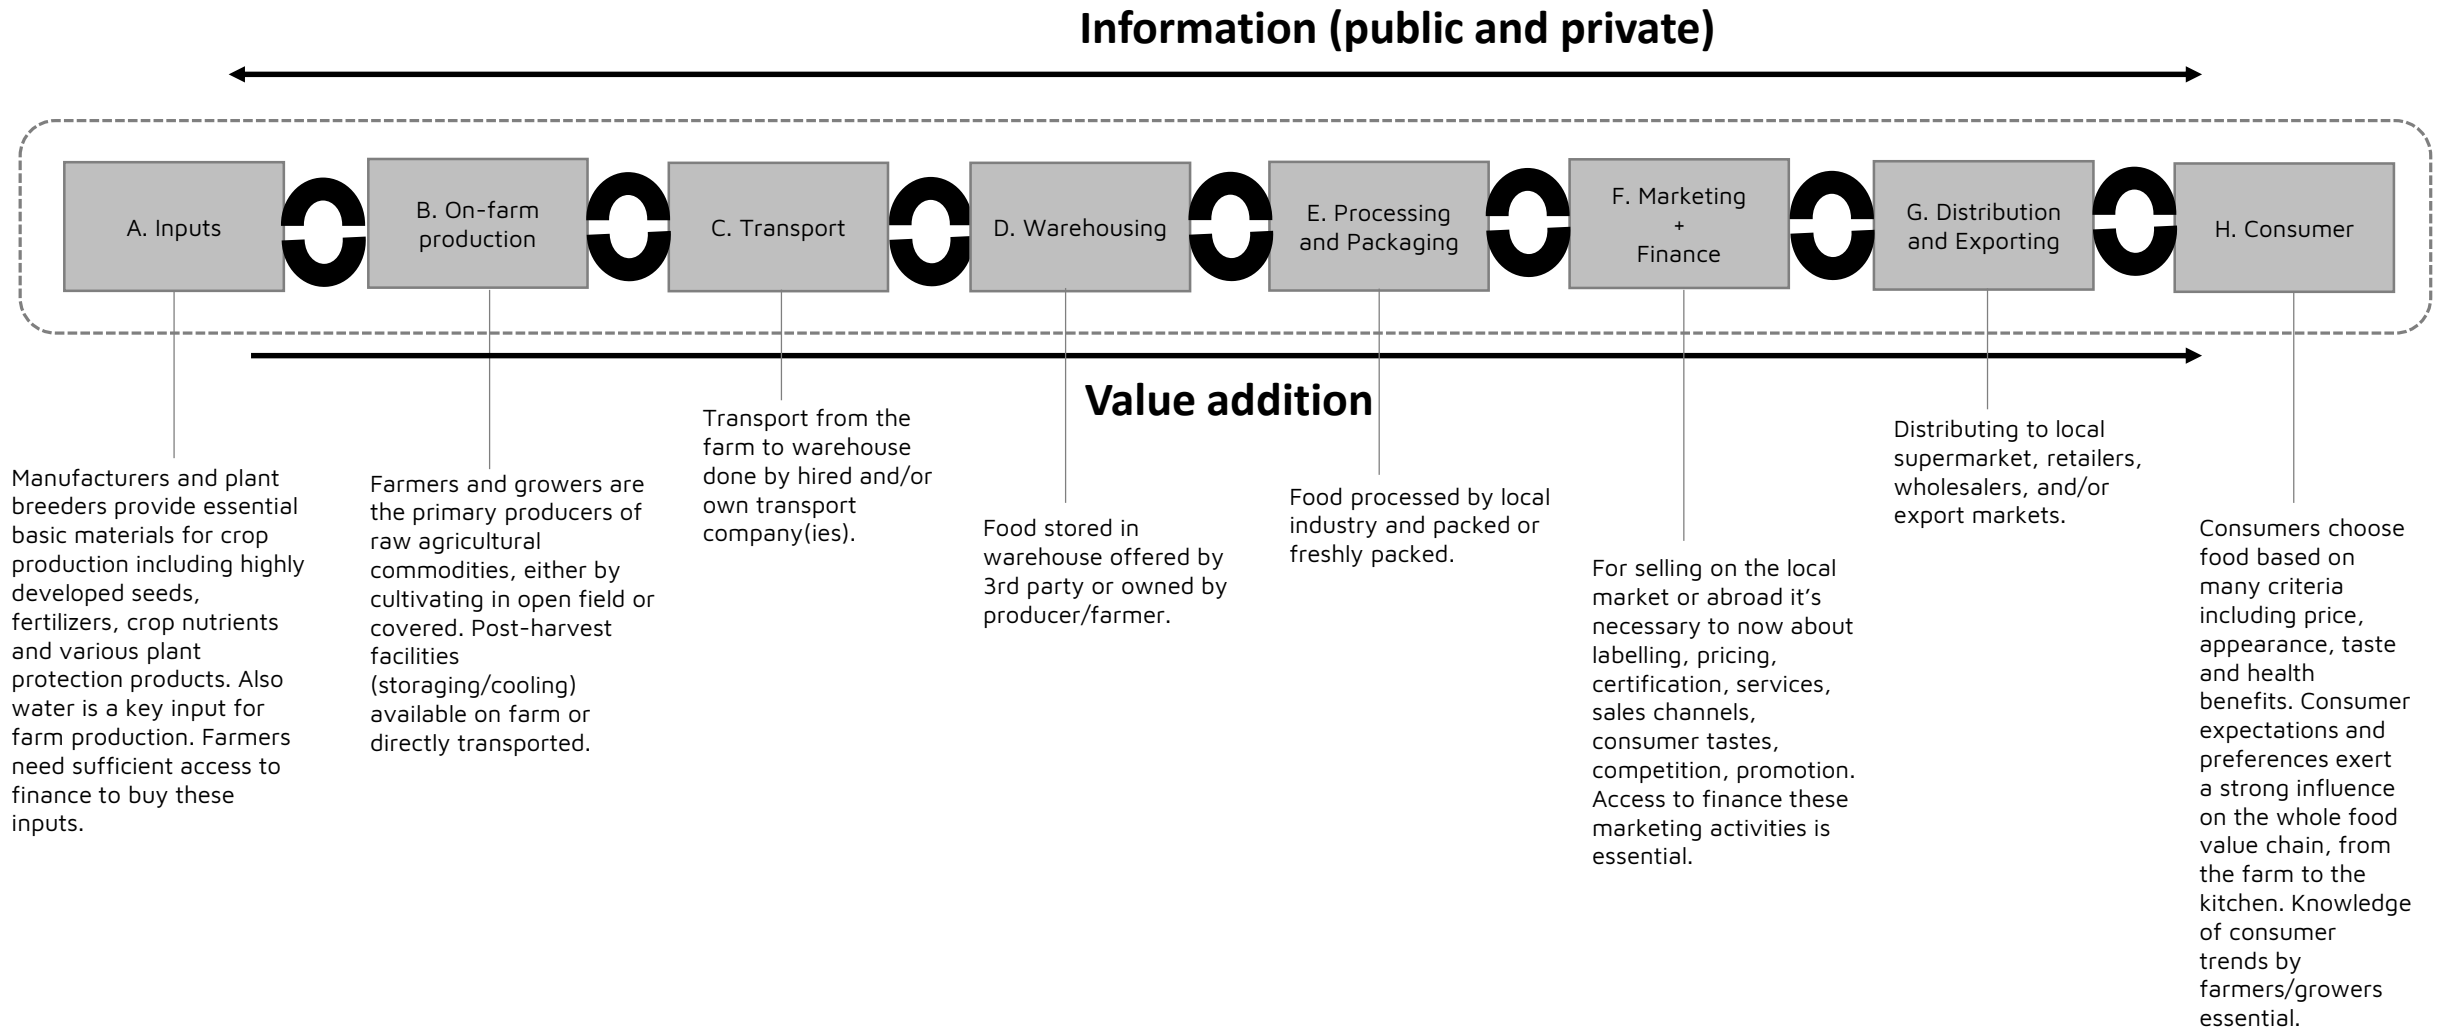 Information (public and private)
A. Inputs
B. On-farm
production
C. Transport
D. Warehousing
E. Processing
and Packaging
F. Marketing
+
Finance
G. Distribution
and Exporting
H. Consumer
Value addition
Manufacturers and plant
breeders provide essential
basic materials for crop
production including highly
developed seeds,
fertilizers, crop nutrients
and various plant
protection products. Also
water is a key input for
farm production. Farmers
need sufficient access to
finance to buy these
inputs.
Farmers and growers are
the primary producers of
raw agricultural
commodities, either by
cultivating in open field or
covered. Post-harvest
facilities
(storaging/cooling)
available on farm or
directly transported.
Transport from the
farm to warehouse
done by hired and/or
own transport
company(ies).
Food stored in
warehouse offered by
3rd party or owned by
producer/farmer.
Food processed by local
industry and packed or
freshly packed.
For selling on the local
market or abroad it’s
necessary to now about
labelling, pricing,
certification, services,
sales channels,
consumer tastes,
competition, promotion.
Access to finance these
marketing activities is
essential.
Distributing to local
supermarket, retailers,
wholesalers, and/or
export markets.
Consumers choose
food based on
many criteria
including price,
appearance, taste
and health
benefits. Consumer
expectations and
preferences exert
a strong influence
on the whole food
value chain, from
the farm to the
kitchen. Knowledge
of consumer
trends by
farmers/growers
essential.